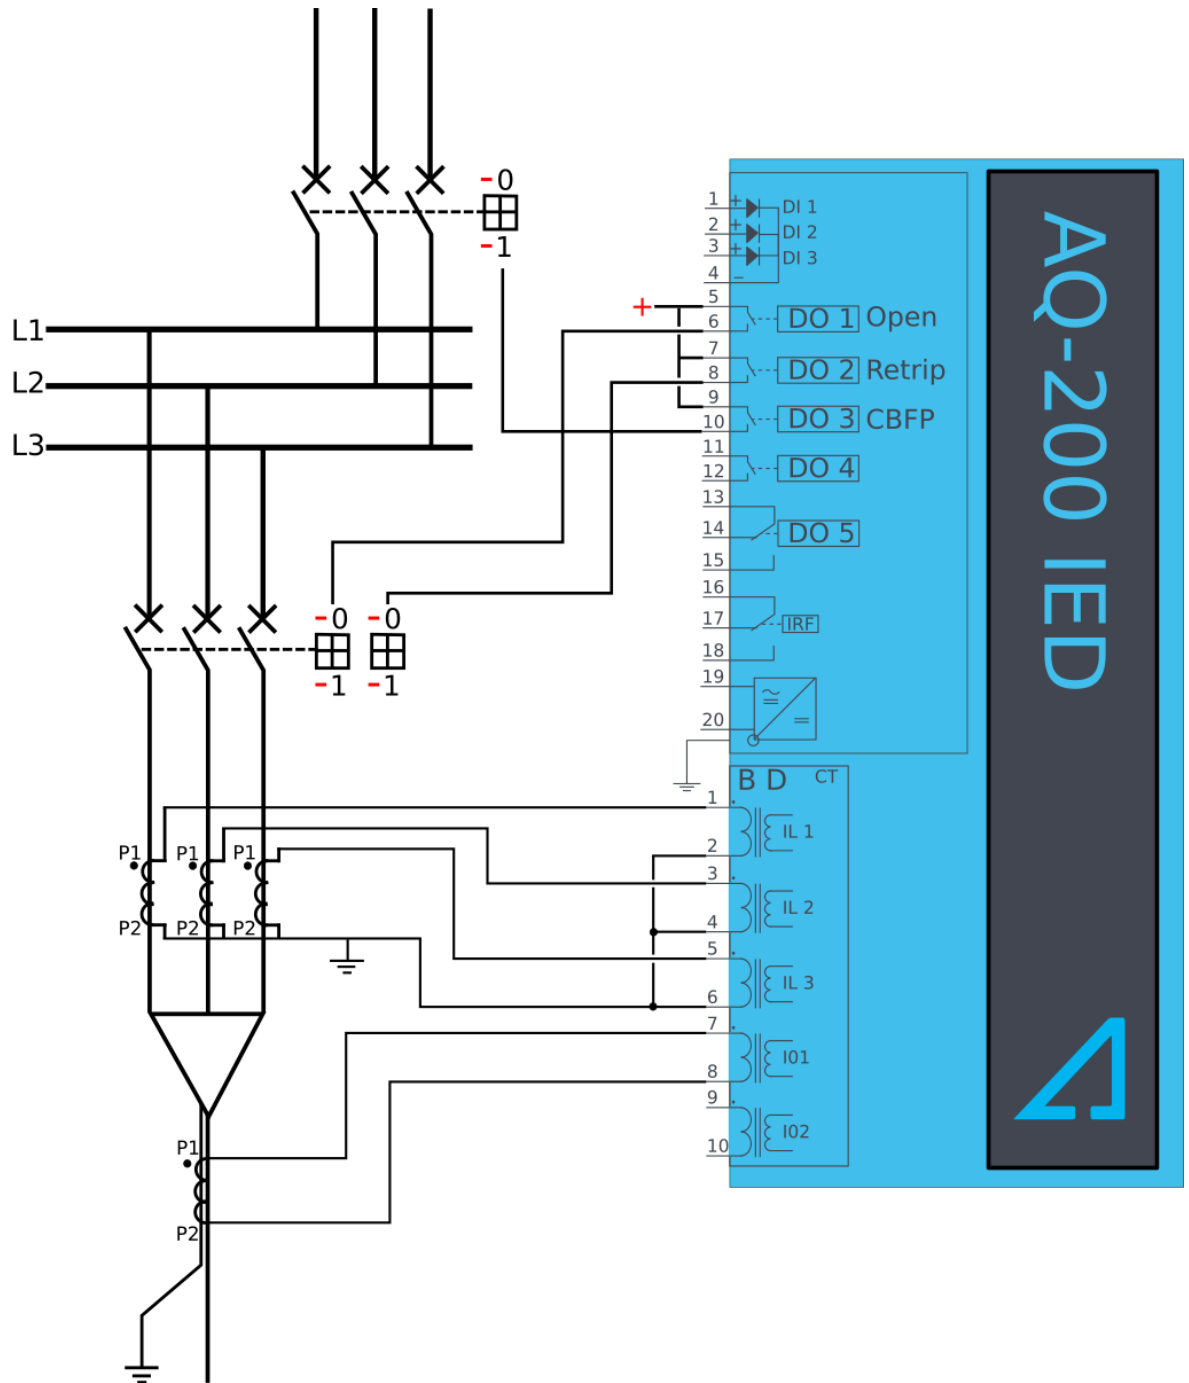 -0
-1
L1
L2
L3
-0
-1
-0
-1
P1
P1
P1
P2
P2
P2
P1
P2
+
1 + DI 1
2 + DI 2
3 + DI 3
4 -
5
6 DO 1 Open
7
8 DO 2 Retrip
9
10 DO 3 CBFP
11
12 DO 4
13
14 DO 5
15
16
17 IRF
18
19
20
B D CT
1
2 IL 1
3
4 IL 2
5
6 IL 3
7
8 I01
9
10 I02
AQ-200 IED